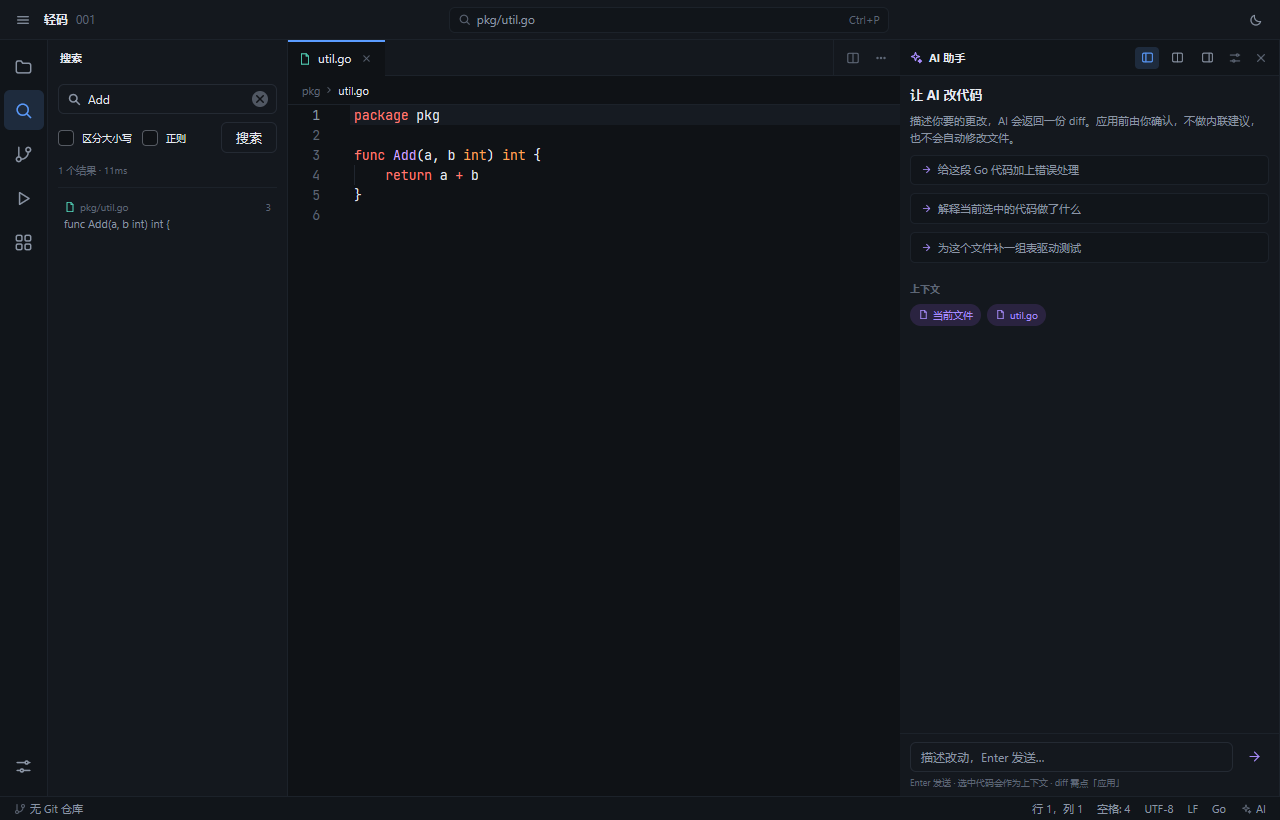 轻码 001
pkg/util.go
Ctrl+P
搜索
Add
区分大小写
正则
搜索
1 个结果 · 11ms
pkg/util.go 3
func Add(a, b int) int {
util.go
pkg › util.go
1 package pkg
2
3 func Add(a, b int) int {
4 return a + b
5 }
6
AI 助手
让 AI 改代码
描述你要的更改，AI 会返回一份 diff。应用前由你确认，不做内联建议，
也不会自动修改文件。
→ 给这段 Go 代码加上错误处理
→ 解释当前选中的代码做了什么
→ 为这个文件补一组表驱动测试
上下文
当前文件
util.go
描述改动，Enter 发送...
Enter 发送 · 选中代码会作为上下文 · diff 需点「应用」
无 Git 仓库
行 1，列 1
空格: 4
UTF-8
LF
Go
AI